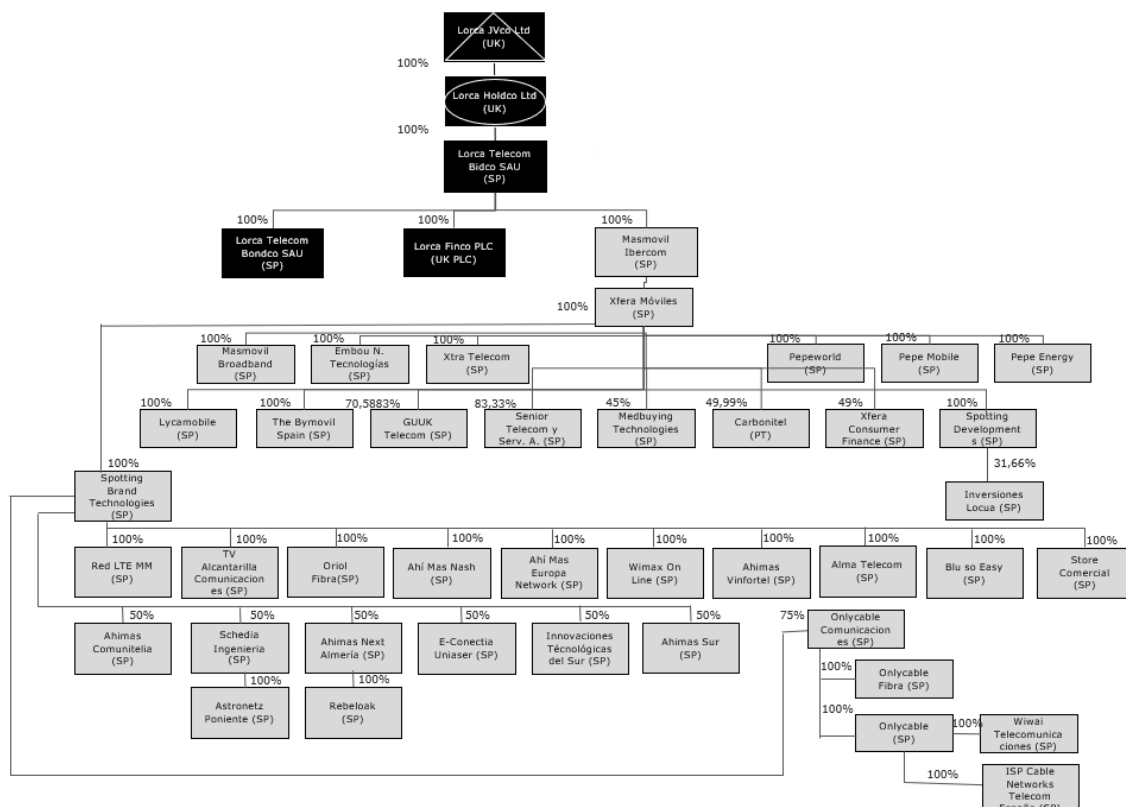 Lorca JVco Ltd
(UK)
100%
Lorca Holdco Ltd
(UK)
100%
Lorca Telecom
Bidco SAU
(SP)
100%
100%
100%
Lorca Telecom
Bondco SAU
(SP)
Lorca Finco PLC
(UK PLC)
Masmovil
Ibercom
(SP)
100%
Xfera Móviles
(SP)
100%
100%
100%
100%
100%
100%
Masmovil
Broadband
(SP)
Embou N.
Tecnologías
(SP)
Xtra Telecom
(SP)
Pepeworld
(SP)
Pepe Mobile
(SP)
Pepe Energy
(SP)
100%
100%
70,5883%
83,33%
45%
49,99%
49%
100%
Lycamobile
(SP)
The Bymovil
Spain (SP)
GUUK
Telecom (SP)
Senior
Telecom y
Serv. A. (SP)
Medbuying
Technologies
(SP)
Carbonitel
(PT)
Xfera
Consumer
Finance (SP)
Spotting
Development
s (SP)
100%
31,66%
Spotting
Brand
Technologies
(SP)
Inversiones
Locua (SP)
100%
100%
100%
100%
100%
100%
100%
100%
100%
100%
Red LTE MM
(SP)
TV
Alcantarilla
Comunicacion
es (SP)
Oriol
Fibra(SP)
Ahí Mas Nash
(SP)
Ahí Mas
Europa
Network (SP)
Wimax On
Line (SP)
Ahimas
Vinfortel (SP)
Alma Telecom
(SP)
Blu so Easy
(SP)
Store
Comercial
(SP)
50%
50%
50%
50%
50%
50%
75%
Ahimas
Comunitelia
(SP)
Schedia
Ingenieria
(SP)
Ahimas Next
Almería (SP)
E-Conectia
Uniaser (SP)
Innovaciones
Técnológicas
del Sur (SP)
Ahimas Sur
(SP)
Onlycable
Comunicacion
es (SP)
100%
100%
100%
Astronetz
Poniente (SP)
Rebeloak
(SP)
Onlycable
Fibra (SP)
100%
100%
Onlycable
(SP)
Wiwai
Telecomunica
ciones (SP)
100%
ISP Cable
Networks
Telecom
España (SP)